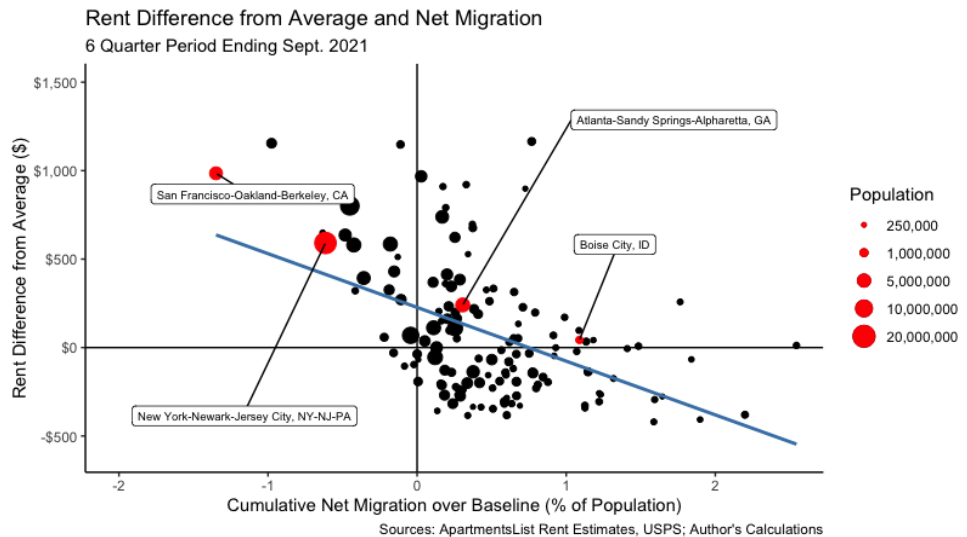 Rent Difference from Average and Net Migration
6 Quarter Period Ending Sept. 2021
Rent Difference from Average ($)
$1,500
$1,000
$500
$0
-$500
Atlanta-Sandy Springs-Alpharetta, GA
San Francisco-Oakland-Berkeley, CA
Boise City, ID
New York-Newark-Jersey City, NY-NJ-PA
Population
250,000
1,000,000
5,000,000
10,000,000
20,000,000
-2
-1
0
1
2
Cumulative Net Migration over Baseline (% of Population)
Sources: ApartmentsList Rent Estimates, USPS; Author's Calculations